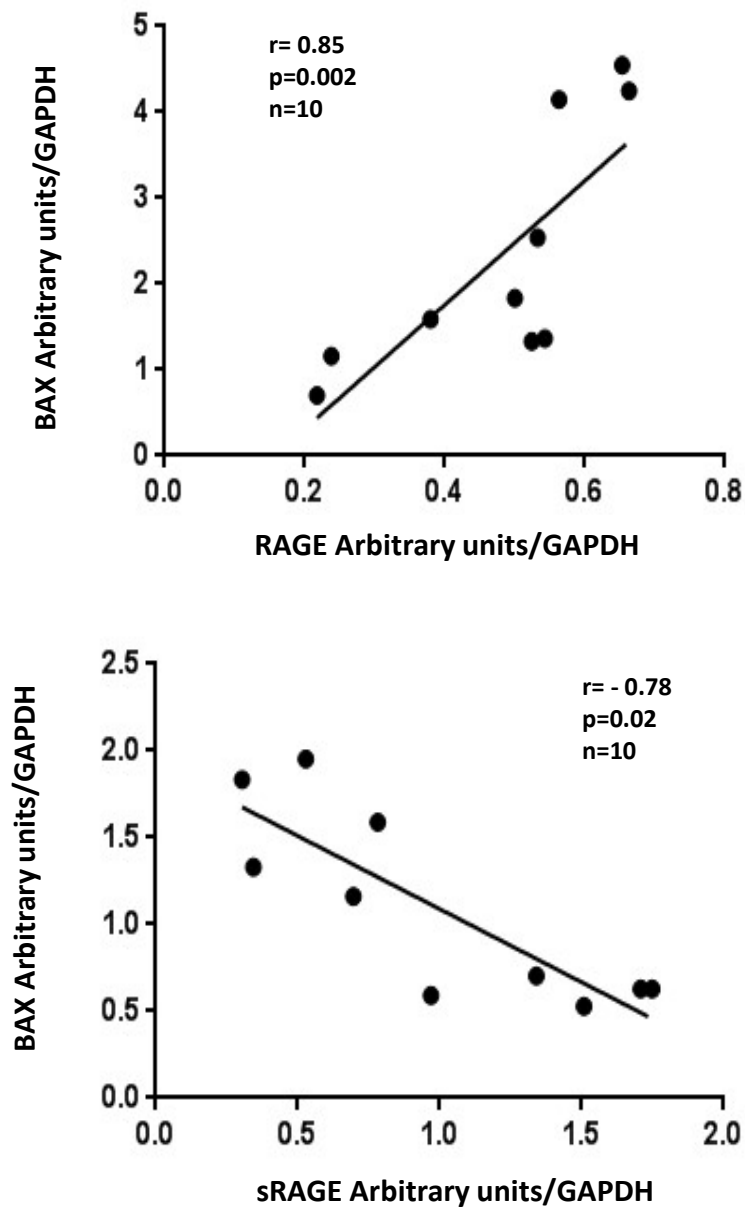 r= 0.85
p=0.002
n=10
BAX Arbitrary units/GAPDH
5
4
3
2
1
0
0.0 0.2 0.4 0.6 0.8
RAGE Arbitrary units/GAPDH
r= - 0.78
p=0.02
n=10
BAX Arbitrary units/GAPDH
2.5
2.0
1.5
1.0
0.5
0.0
0.0 0.5 1.0 1.5 2.0
sRAGE Arbitrary units/GAPDH